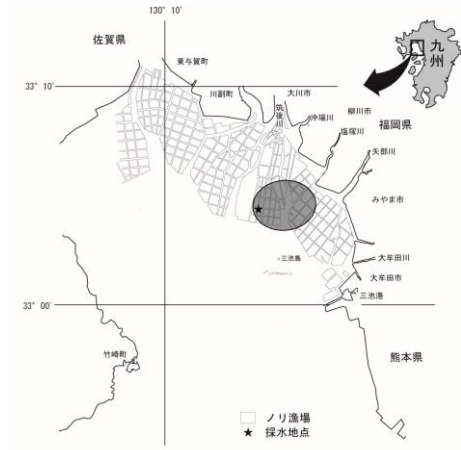 130° 10′
佐賀県
東与賀町
九州
33° 10′
川副町
大川市
筑後川
沖端川
柳川市
塩塚川
福岡県
矢部川
みやま市
三池島
大牟田川
大牟田市
三池港
33° 00′
竹崎町
熊本県
ノリ漁場
採水地点